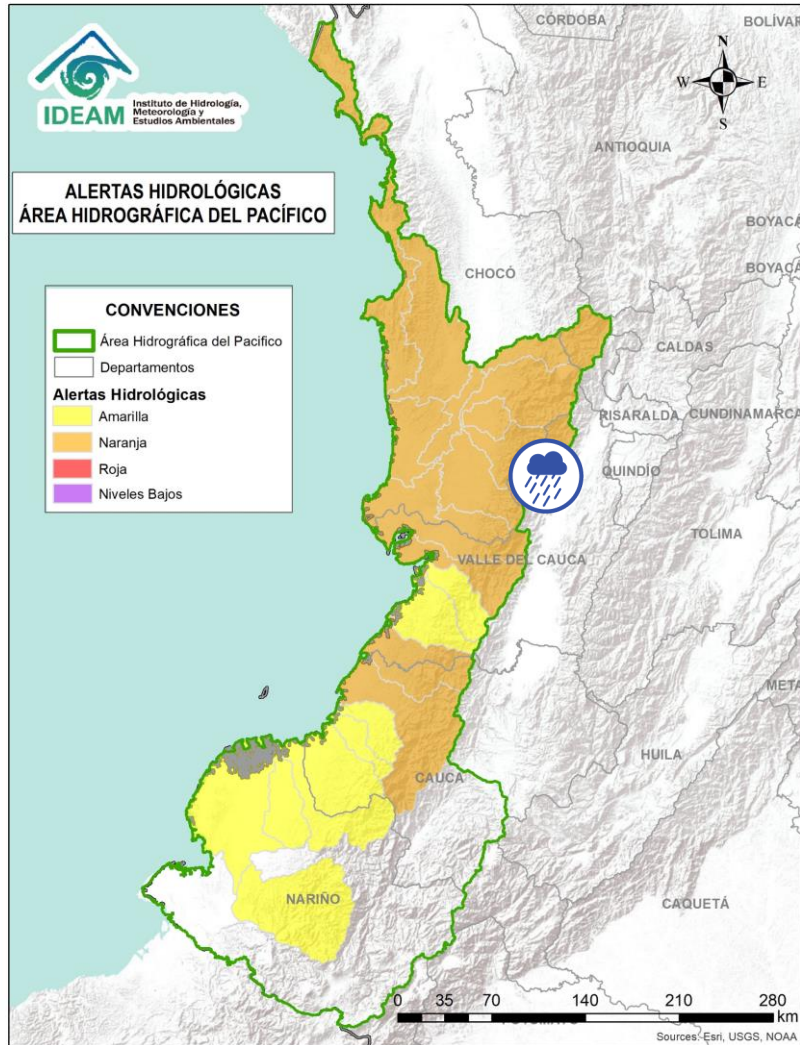 IDEAM
Instituto de Hidrología,
Meteorología y
Estudios Ambientales
ALERTAS HIDROLÓGICAS
ÁREA HIDROGRÁFICA DEL PACÍFICO
CONVENCIONES
Área Hidrográfica del Pacifico
Departamentos
Alertas Hidrológicas
Amarilla
Naranja
Roja
Niveles Bajos
CÓRDOBA
BOLÍVAR
N
W E
S
ANTIOQUIA
BOYACÁ
CHOCÓ
BOYACÁ
CALDAS
RISARALDA
CUNDINAMARCA
QUINDÍO
TOLIMA
VALLE DEL CAUCA
META
HUILA
CAUCA
NARIÑO
CAQUETÁ
0 35 70 140 210 280
km
Sources: Esri, USGS, NOAA